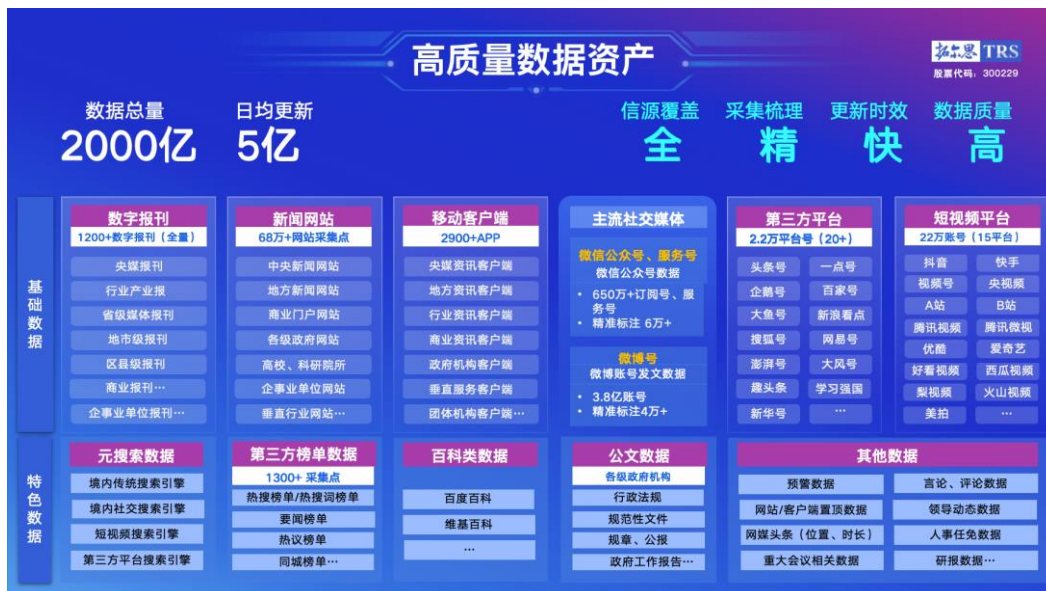 高质量数据资产
拓尔思 TRS
股票代码：300229
数据总量
2000亿
日均更新
5亿
信源覆盖
全
采集梳理
精
更新时效
快
数据质量
高
基础数据
数字报刊
1200+数字报刊（全量）
央媒报刊
行业产业报
省级媒体报刊
地市级报刊
区县级报刊
商业报刊…
企事业单位报刊…
新闻网站
68万+网站采集点
中央新闻网站
地方新闻网站
商业门户网站
各级政府网站
高校、科研院所
企事业单位网站
垂直行业网站…
移动客户端
2900+APP
央媒资讯客户端
地方资讯客户端
行业资讯客户端
商业资讯客户端
政府机构客户端
垂直服务客户端
团体机构客户端…
主流社交媒体
微信公众号、服务号
微信公众号数据
• 650万+订阅号、服
务号
• 精准标注 6万+
微博号
微博账号发文数据
• 3.8亿账号
• 精准标注4万+
第三方平台
2.2万平台号（20+）
头条号 一点号
企鹅号 百家号
大鱼号 新浪看点
搜狐号 网易号
澎湃号 大风号
趣头条 学习强国
新华号 …
短视频平台
22万账号（15平台）
抖音 快手
视频号 央视频
A站 B站
腾讯视频 腾讯微视
优酷 爱奇艺
好看视频 西瓜视频
梨视频 火山视频
美拍 …
特色数据
元搜索数据
境内传统搜索引擎
境内社交搜索引擎
短视频搜索引擎
第三方平台搜索引擎
第三方榜单数据
1300+ 采集点
热搜榜单/热搜词榜单
要闻榜单
热议榜单
同城榜单…
百科类数据
百度百科
维基百科
…
公文数据
各级政府机构
行政法规
规范性文件
规章、公报
政府工作报告…
其他数据
预警数据 言论、评论数据
网站/客户端置顶数据 领导动态数据
网媒头条（位置、时长） 人事任免数据
重大会议相关数据 研报数据…